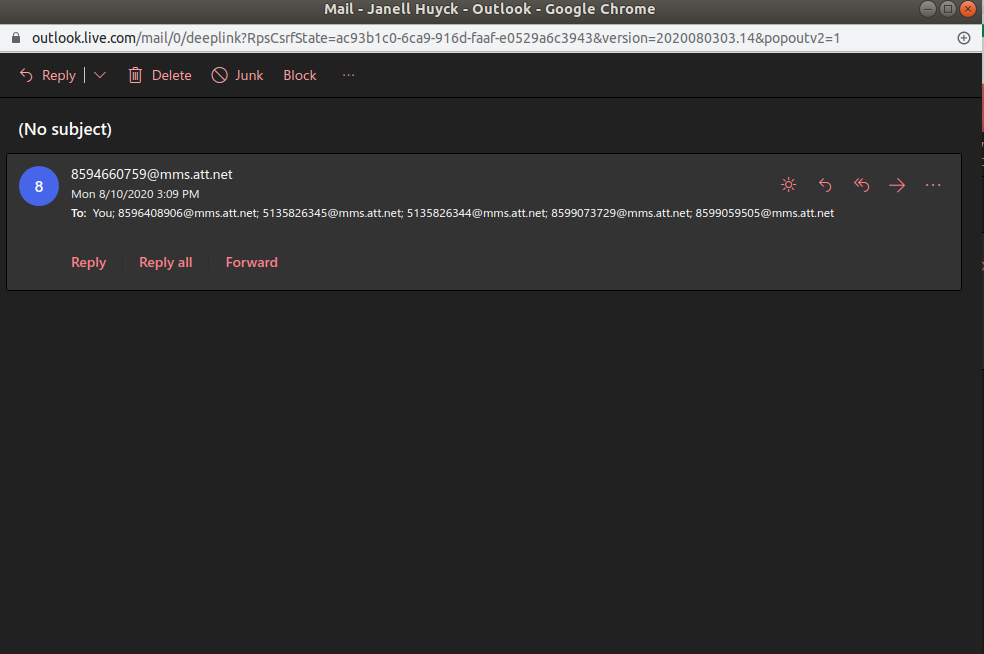 Mail - Janell Huyck - Outlook - Google Chrome
outlook.live.com/mail/0/deeplink?RpsCsrfState=ac93b1c0-6ca9-916d-faaf-e0529a6c3943&version=2020080303.14&popoutv2=1
Reply Delete Junk Block ...
(No subject)
8
8594660759@mms.att.net
Mon 8/10/2020 3:09 PM
To: You; 8596408906@mms.att.net; 5135826345@mms.att.net; 5135826344@mms.att.net; 8599073729@mms.att.net; 8599059505@mms.att.net
Reply Reply all Forward